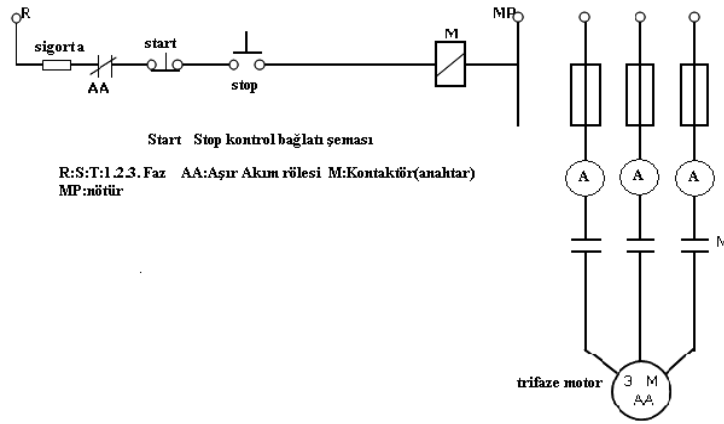 R
MP
sigorta
start
M
AA
stop
Start Stop kontrol bağlatı şeması
R:S:T:1.2.3. Faz AA:Aşır Akım rölesi M:Kontaktör(anahtar)
MP:nötür
A A A
M
trifaze motor
3 M
AA